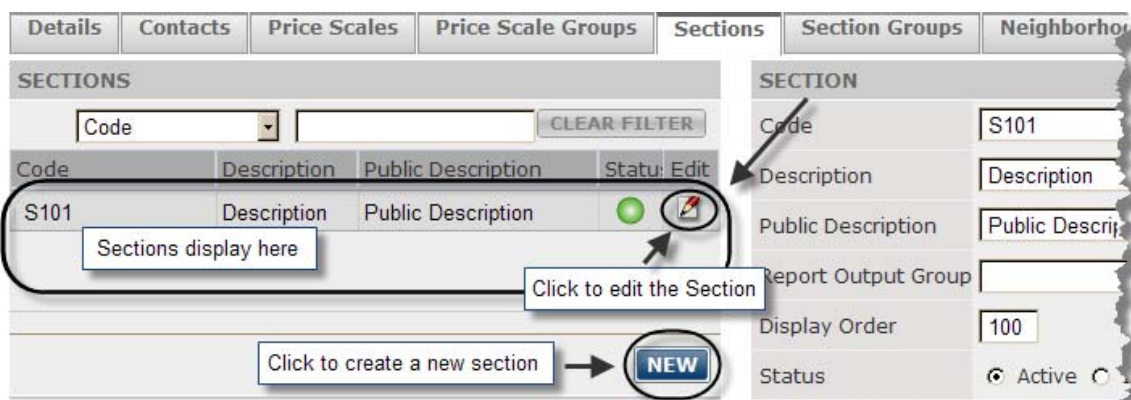 Details Contacts Price Scales Price Scale Groups Sections Section Groups
SECTIONS
Code CLEAR FILTER
Code Description Public Description Edit
S101 Description Public Description
Sections display here
Click to edit the Section
Click to create a new section NEW
SECTION
Code S101
Description Description
Public Description Public
Report Output Group
Display Order 100
Status Active